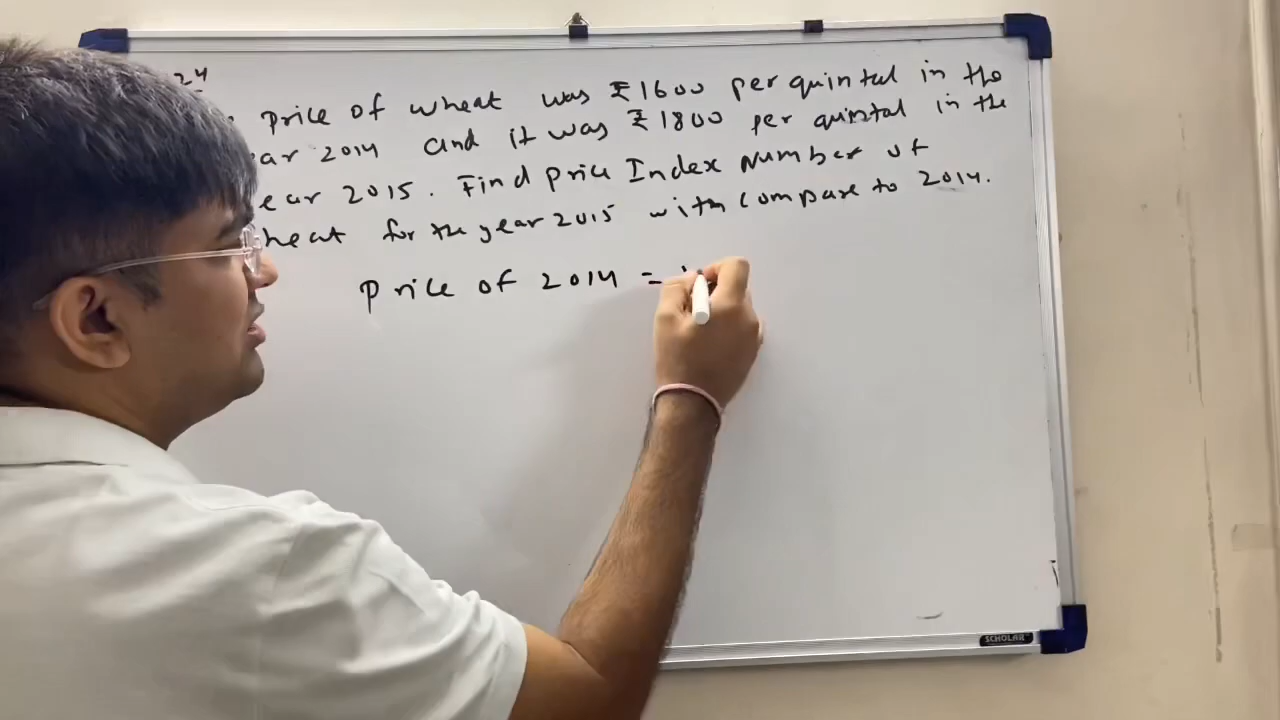 24
price of wheat was ₹1600 per quintal in the
ar 2014 and it was ₹1800 per quintal in the
ear 2015. Find price Index Number of
heat for the year 2015 with compare to 2014.
price of 2014 =
SCHOLAR